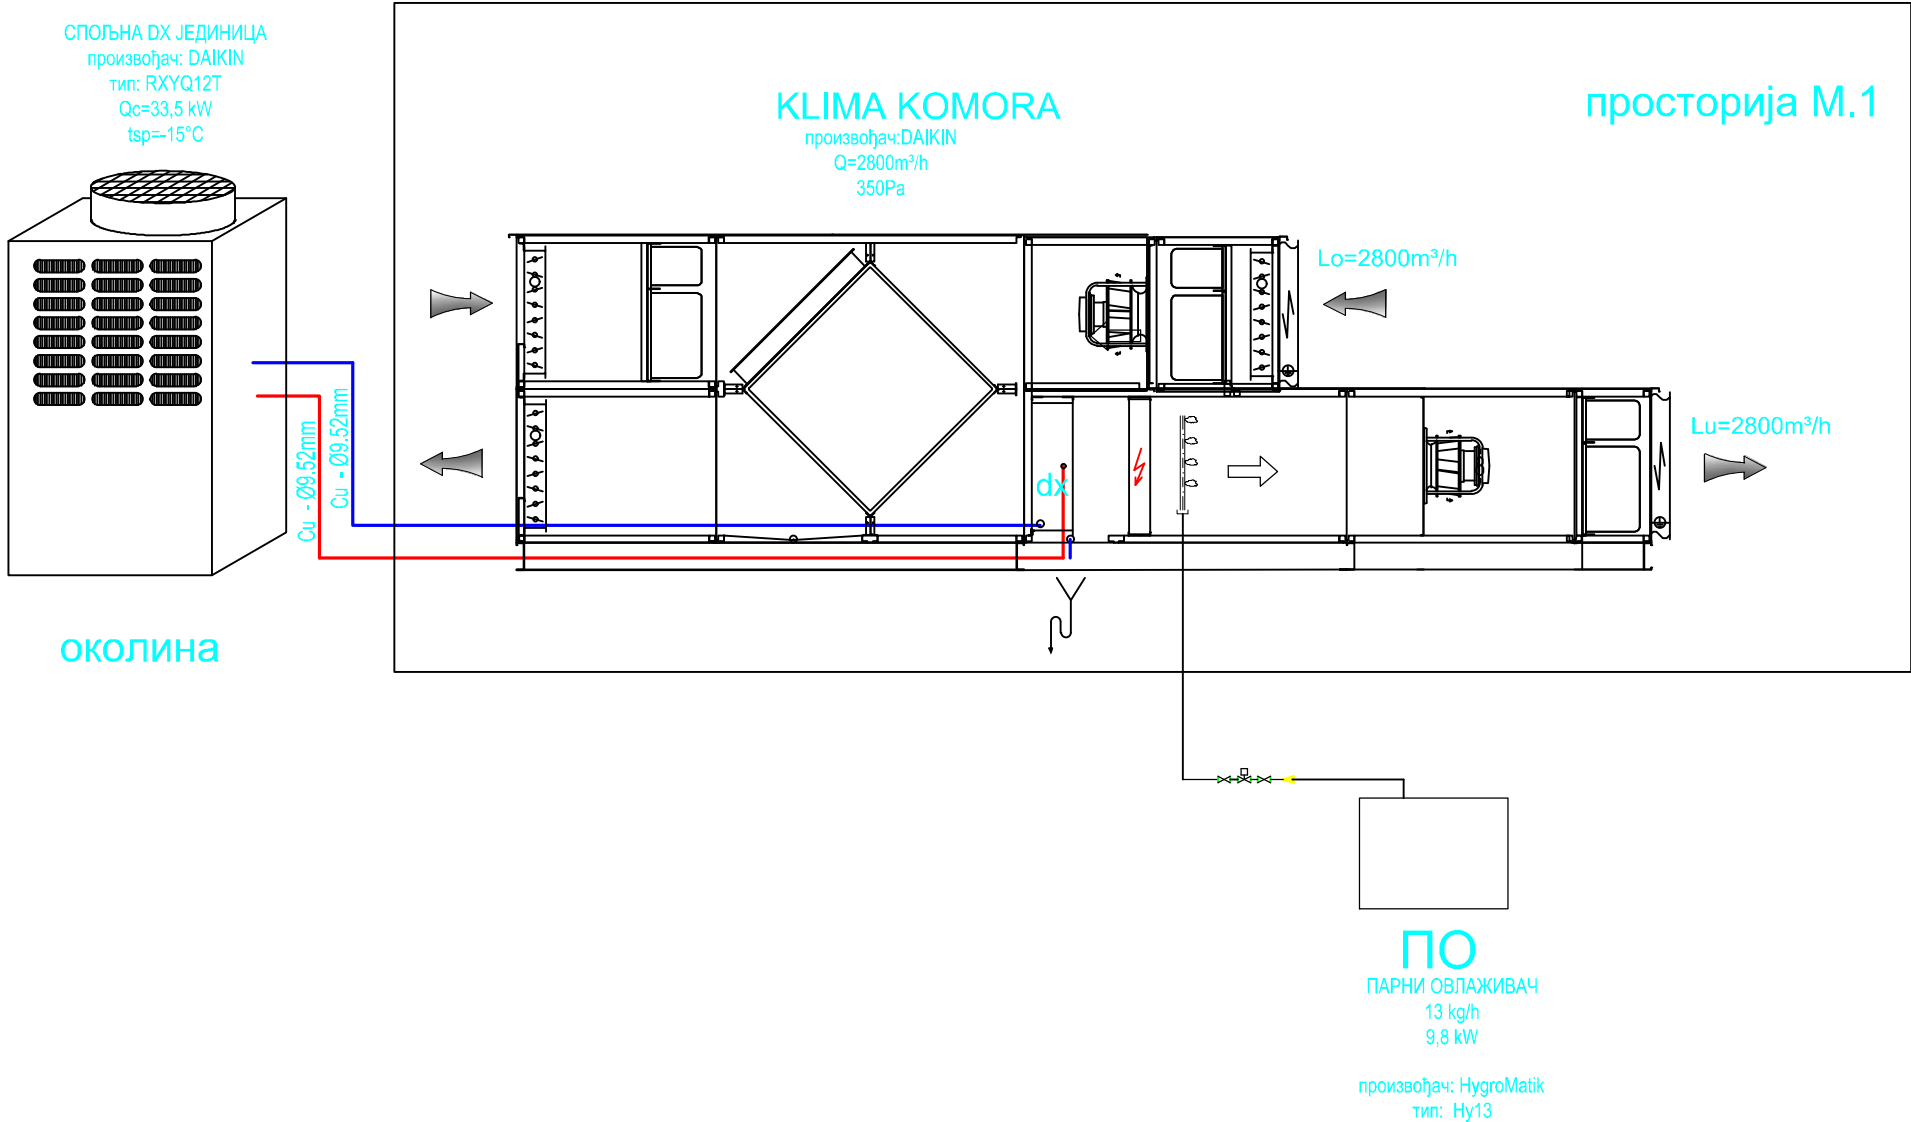 СПОЉНА DX ЈЕДИНИЦА
произвођач: DAIKIN
тип: RXYQ12T
Qc=33,5 kW
tsp=-15°C
KLIMA KOMORA
произвођач:DAIKIN
Q=2800m³/h
350Pa
просторија М.1
Lo=2800m³/h
Lu=2800m³/h
Cu - Ø9.52mm
Cu - Ø9.52mm
dx
околина
ПО
ПАРНИ ОВЛАЖИВАЧ
13 kg/h
9,8 kW
произвођач: HygroMatik
тип: Hy13